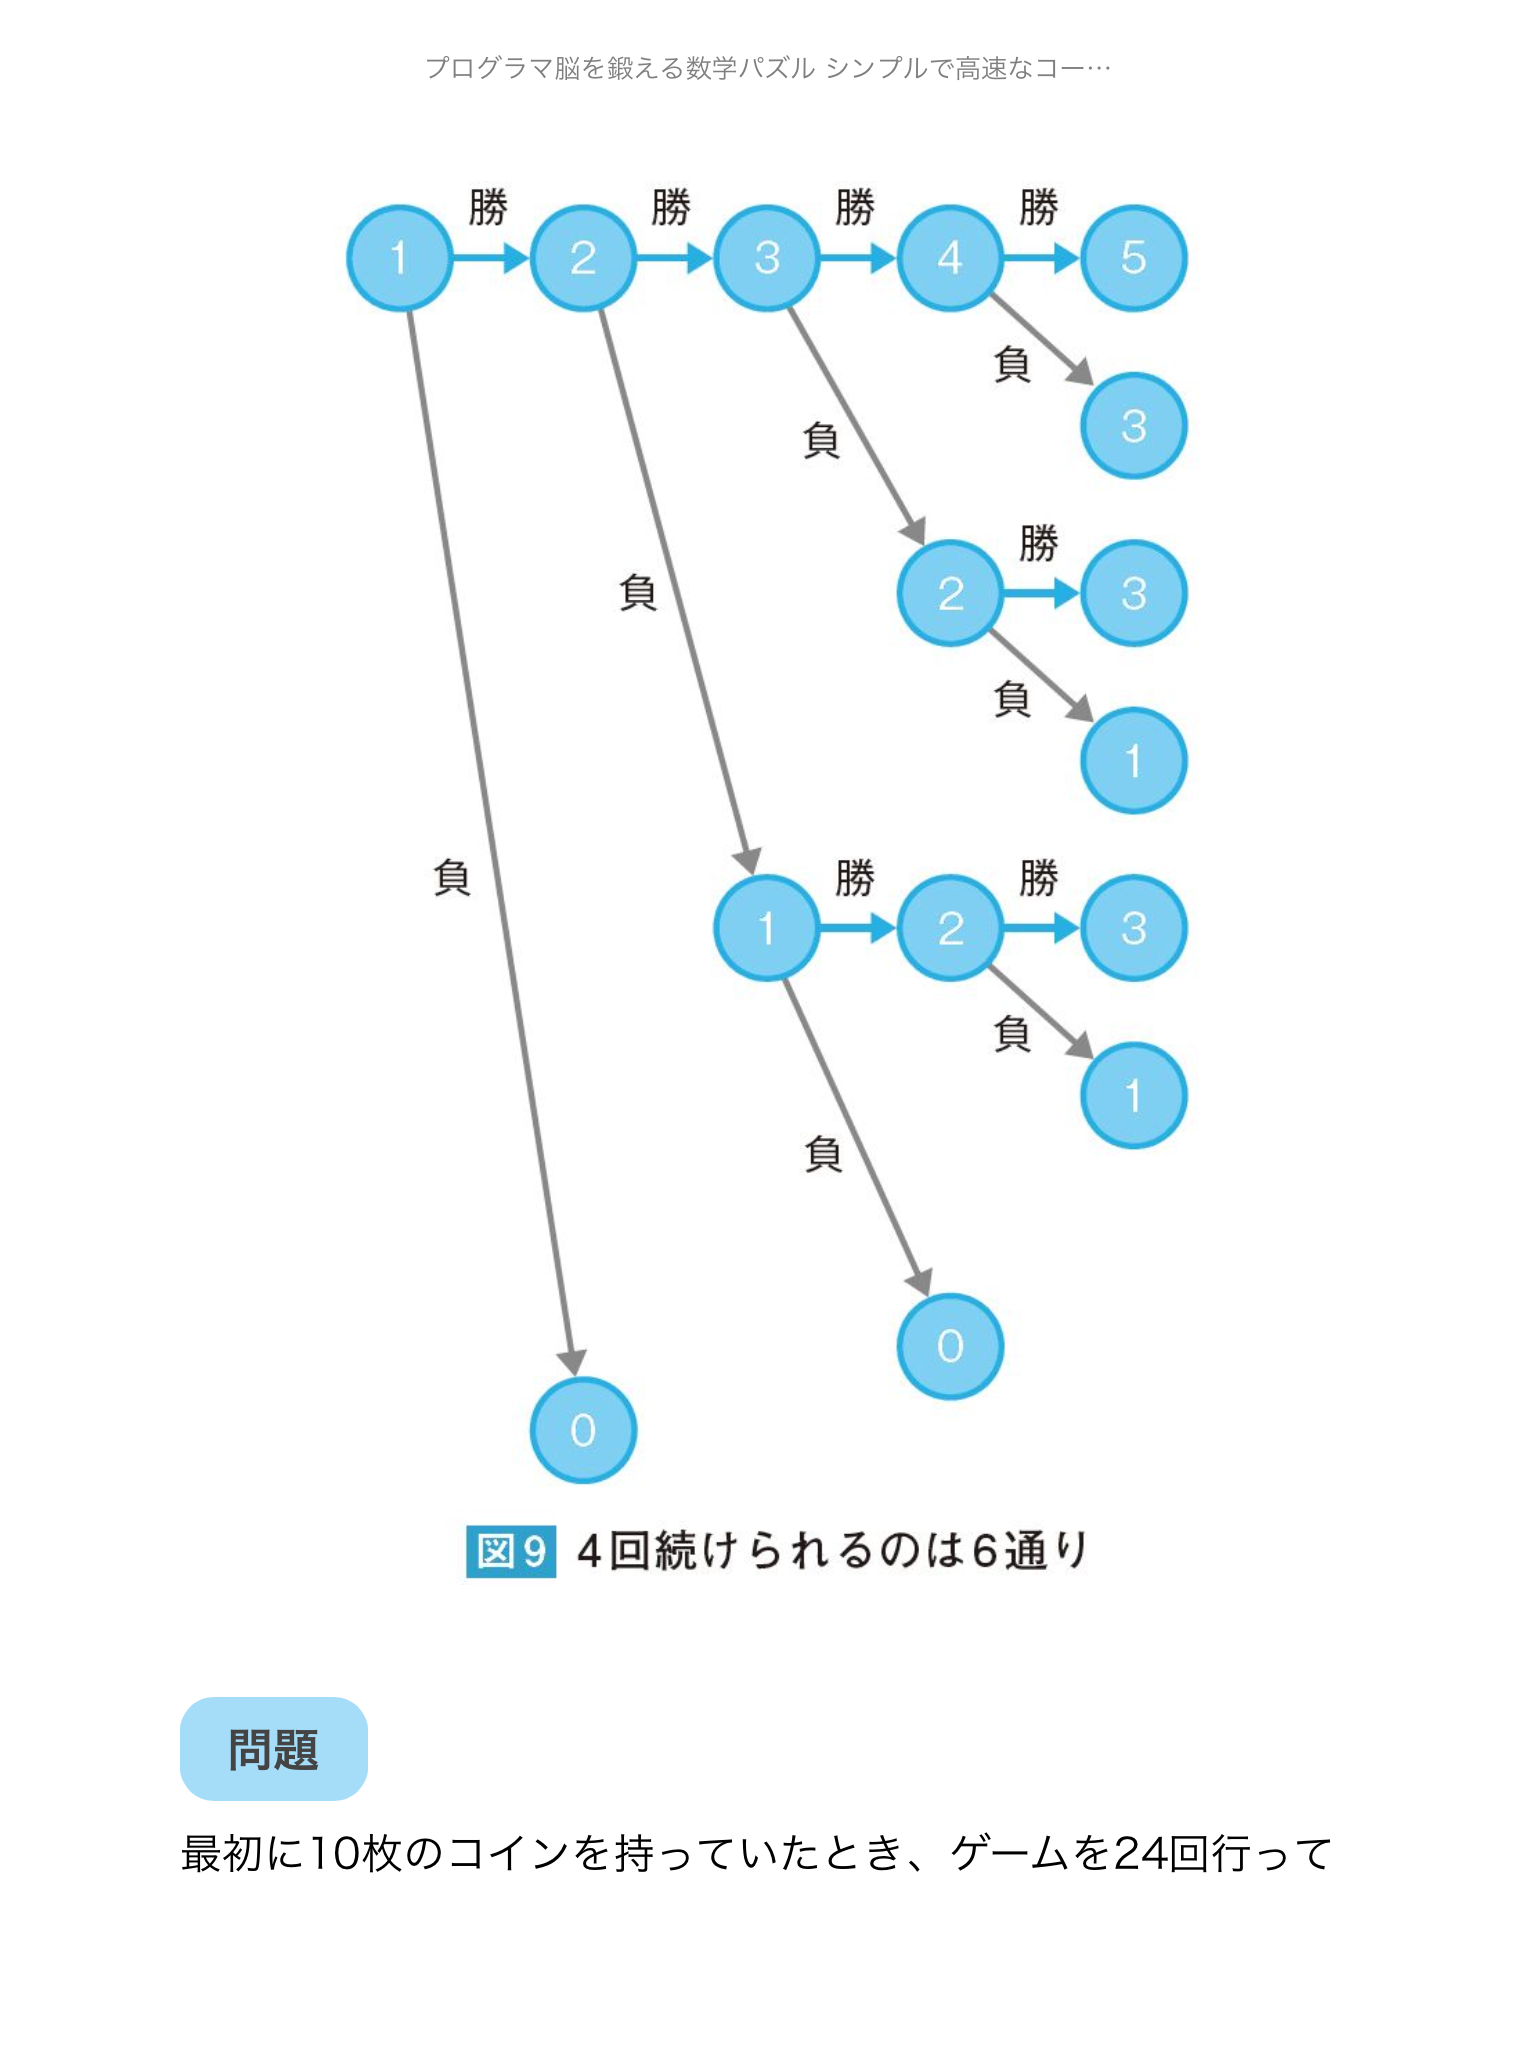 プログラマ脳を鍛える数学パズル シンプルで高速なコー…
勝 勝 勝 勝
1 2 3 4 5
負
3
負
勝
2 3
負
負
1
勝 勝
負
1 2 3
負
1
負
0
0
図9 4回続けられるのは6通り
問題
最初に10枚のコインを持っていたとき、ゲームを24回行って